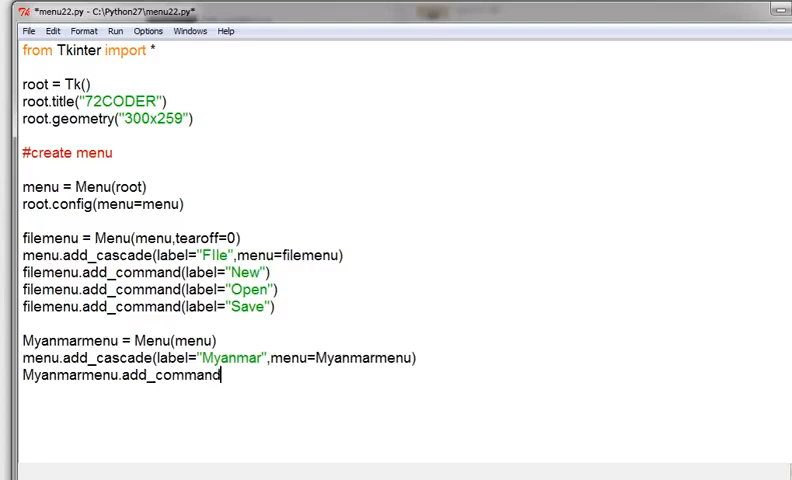 *menu22.py - C:\Python27\menu22.py*
File Edit Format Run Options Windows Help
from Tkinter import *
root = Tk()
root.title("72CODER")
root.geometry("300x259")
#create menu
menu = Menu(root)
root.config(menu=menu)
filemenu = Menu(menu,tearoff=0)
menu.add_cascade(label="FIle",menu=filemenu)
filemenu.add_command(label="New")
filemenu.add_command(label="Open")
filemenu.add_command(label="Save")
Myanmarmenu = Menu(menu)
menu.add_cascade(label="Myanmar",menu=Myanmarmenu)
Myanmarmenu.add_command